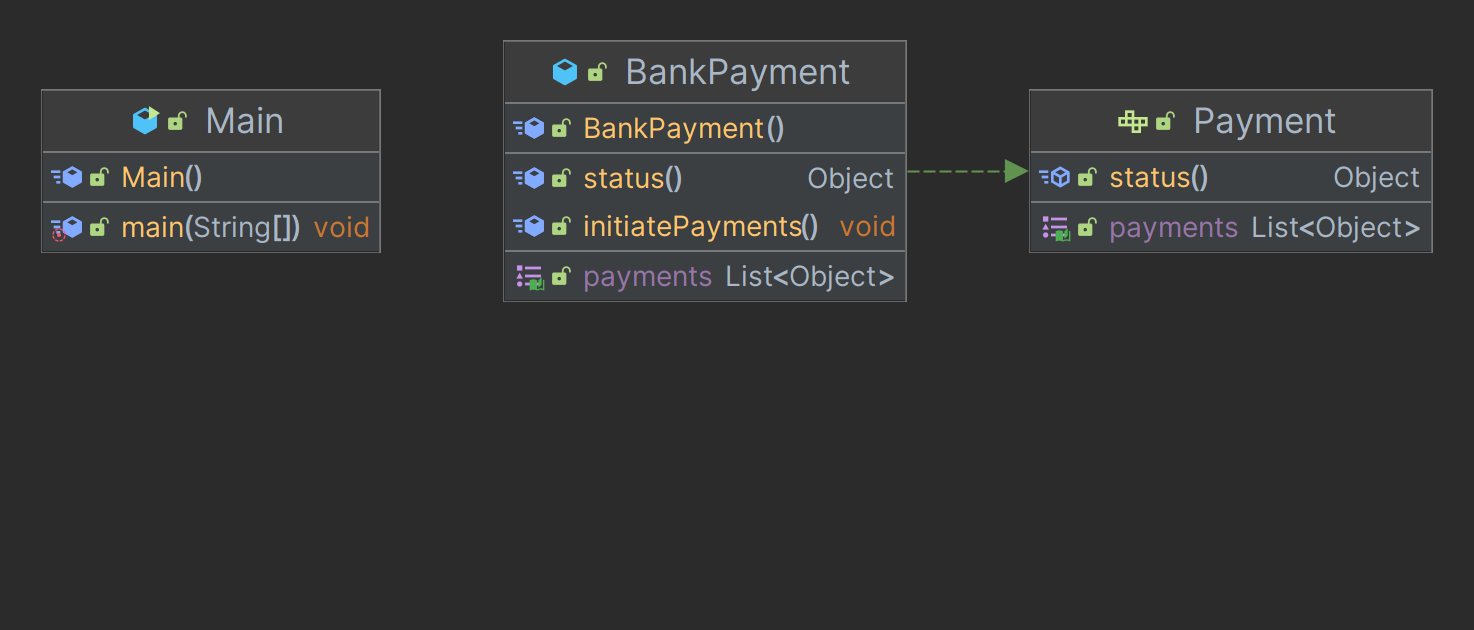 Main
Main()
main(String[]) void
BankPayment
BankPayment()
status() Object
initiatePayments() void
payments List<Object>
Payment
status() Object
payments List<Object>